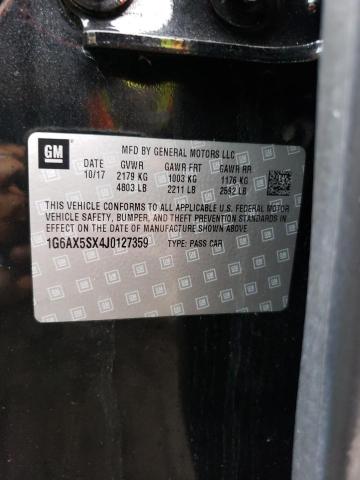 GM
MFD BY GENERAL MOTORS LLC
DATE GVWR GAWR FRT GAWR RR
10/17 2179 KG 1003 KG 1176 KG
4803 LB 2211 LB 2592 LB
THIS VEHICLE CONFORMS TO ALL APPLICABLE U.S. FEDERAL MOTOR
VEHICLE SAFETY, BUMPER, AND THEFT PREVENTION STANDARDS IN
EFFECT ON THE DATE OF MANUFACTURE SHOWN ABOVE.
1G6AX5SX4J0127359 TYPE: PASS CAR